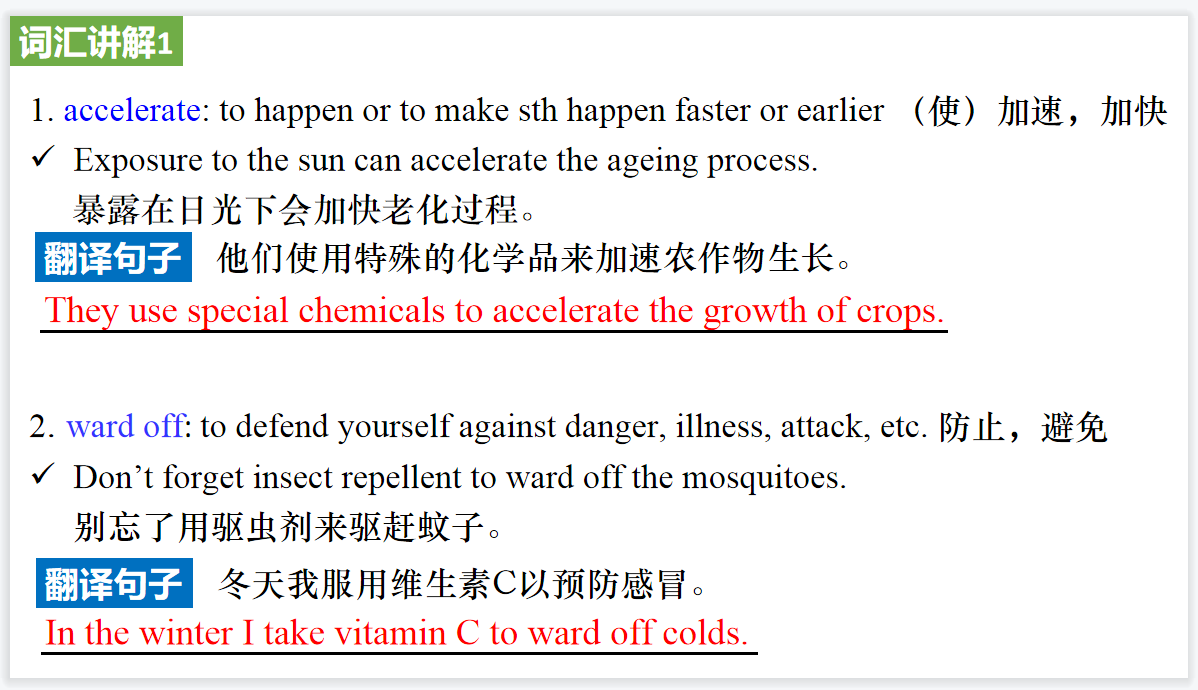 词汇讲解1
1. accelerate: to happen or to make sth happen faster or earlier （使）加速，加快
✓ Exposure to the sun can accelerate the ageing process.
暴露在日光下会加快老化过程。
翻译句子 他们使用特殊的化学品来加速农作物生长。
They use special chemicals to accelerate the growth of crops.
2. ward off: to defend yourself against danger, illness, attack, etc. 防止，避免
✓ Don’t forget insect repellent to ward off the mosquitoes.
别忘了用驱虫剂来驱赶蚊子。
翻译句子 冬天我服用维生素C以预防感冒。
In the winter I take vitamin C to ward off colds.